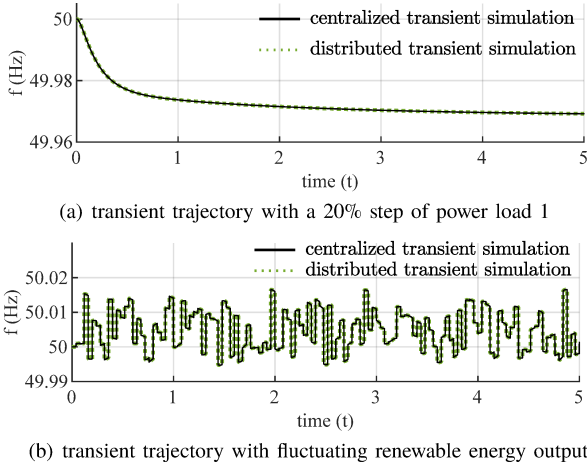 50
49.98
49.96
f (Hz)
centralized transient simulation
distributed transient simulation
0 1 2 3 4 5
time (t)
(a) transient trajectory with a 20% step of power load 1
50.02
50.01
50
49.99
f (Hz)
centralized transient simulation
distributed transient simulation
0 1 2 3 4 5
time (t)
(b) transient trajectory with fluctuating renewable energy output